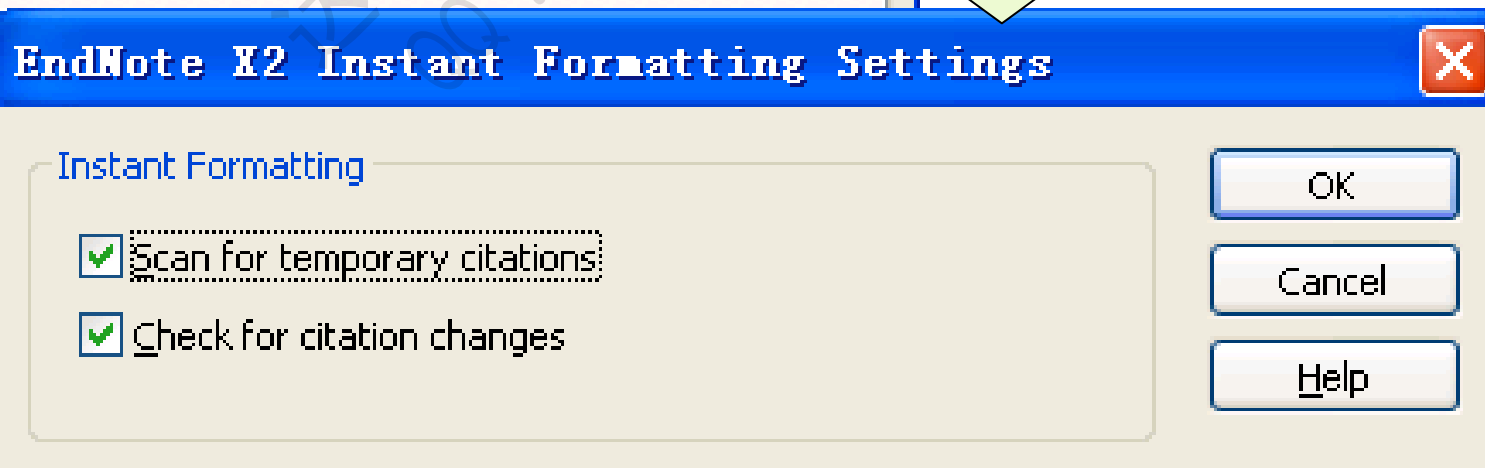 EndNote X2 Instant Formatting Settings
Instant Formatting
OK
Scan for temporary citations
Cancel
Check for citation changes
Help